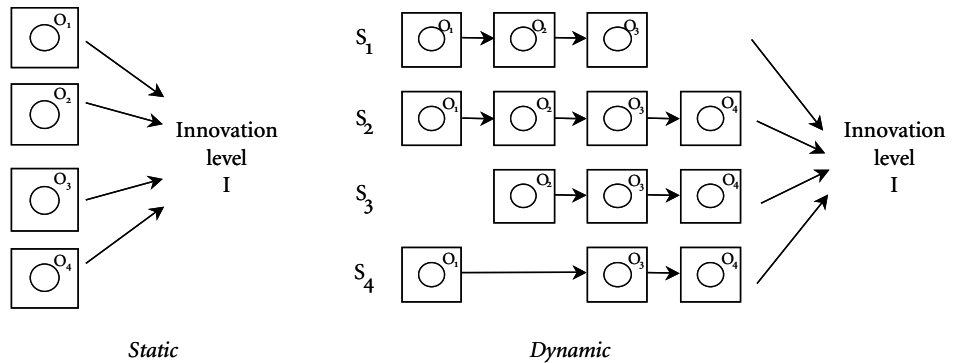 O₁
O₂
O₃
O₄
Innovation
level
I
Static
S₁ O₁ O₂ O₃
S₂ O₁ O₂ O₃ O₄
S₃ O₂ O₃ O₄
S₄ O₁ O₃ O₄
Innovation
level
I
Dynamic